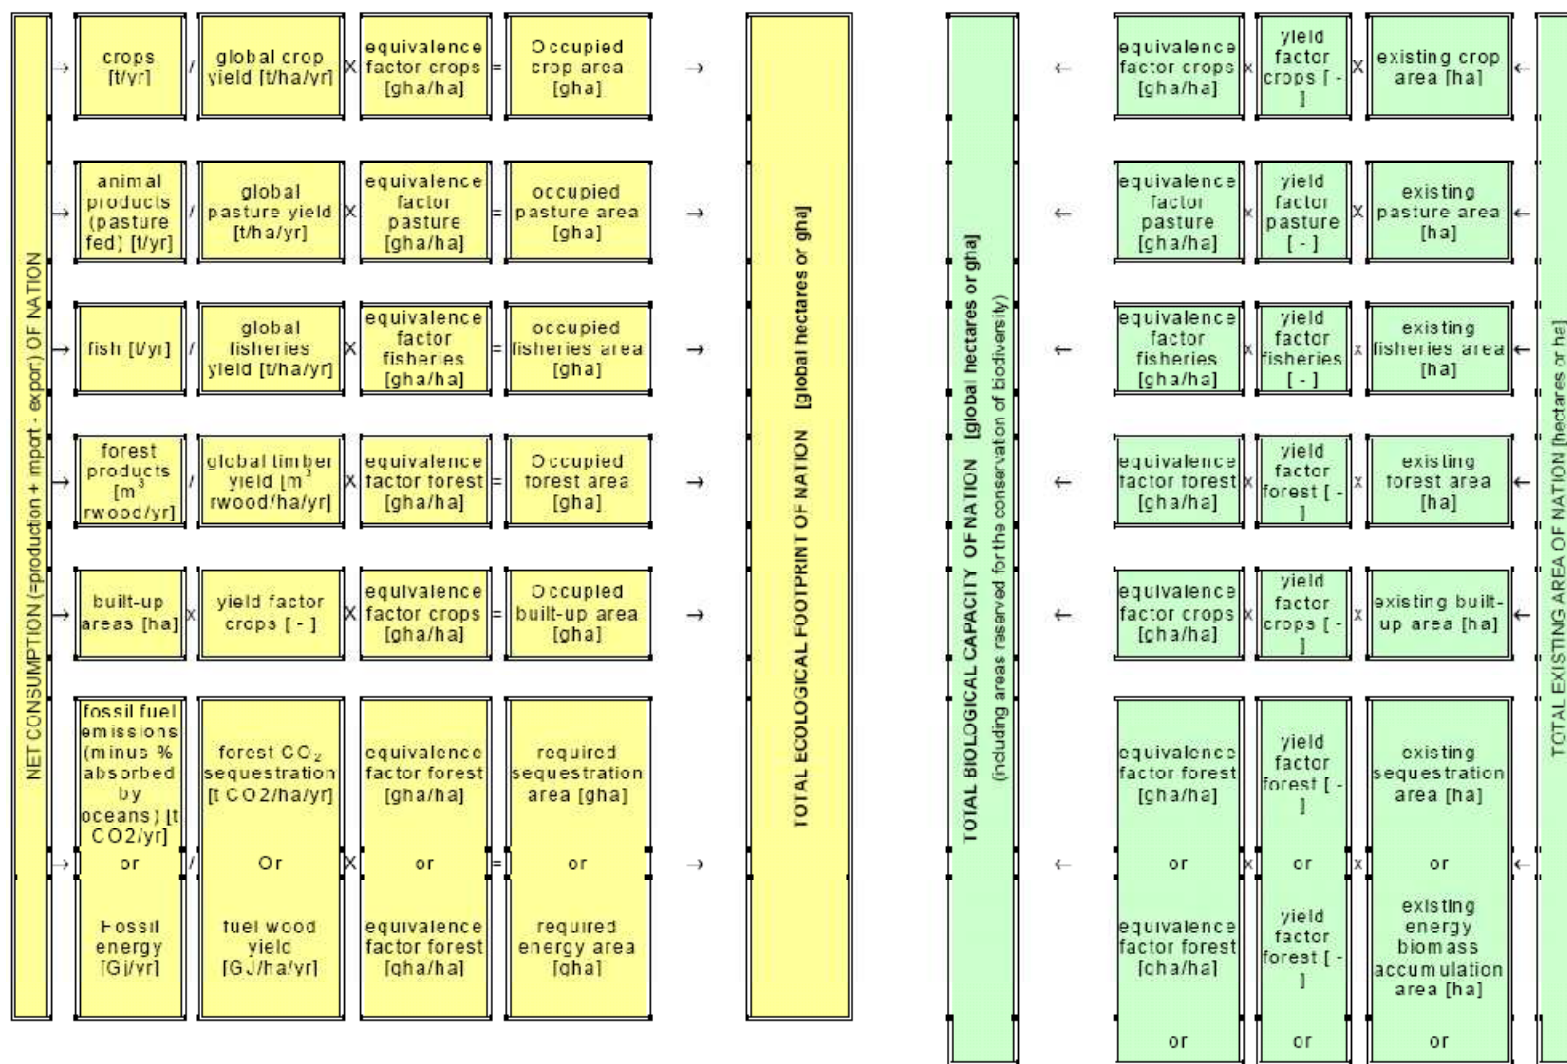 NET CONSUMPTION (=production + import - export) OF NATION
→
crops
[t/yr]
/
global crop
yield [t/ha/yr]
X
equivalence
factor crops
[gha/ha]
=
Occupied
crop area
[gha]
→
→
animal
products
(pasture
fed) [t/yr]
/
global
pasture yield
[t/ha/yr]
X
equivalence
factor
pasture
[gha/ha]
=
occupied
pasture area
[gha]
→
→
fish [t/yr]
/
global
fisheries
yield [t/ha/yr]
X
equivalence
factor
fisheries
[gha/ha]
=
occupied
fisheries area
[gha]
→
→
forest
products
[m³
rwood/yr]
/
global timber
yield [m³
rwood/ha/yr]
X
equivalence
factor forest
[gha/ha]
=
Occupied
forest area
[gha]
→
→
built-up
areas [ha]
X
yield factor
crops [ - ]
X
equivalence
factor crops
[gha/ha]
=
Occupied
built-up area
[gha]
→
fossil fuel
emissions
(minus %
absorbed
by
oceans) [t
CO2/yr]
forest CO₂
sequestration
[t CO2/ha/yr]
equivalence
factor forest
[gha/ha]
required
sequestration
area [gha]
→
or
/
Or
X
or
=
or
→
Fossil
energy
[Gj/yr]
fuel wood
yield
[GJ/ha/yr]
equivalence
factor forest
[gha/ha]
required
energy area
[gha]
TOTAL ECOLOGICAL FOOTPRINT OF NATION [global hectares or gha]
TOTAL BIOLOGICAL CAPACITY OF NATION [global hectares or gha]
(including areas reserved for the conservation of biodiversity)
←
equivalence
factor crops
[gha/ha]
x
yield
factor
crops [ -
]
X
existing crop
area [ha]
←
←
equivalence
factor
pasture
[gha/ha]
x
yield
factor
pasture
[ - ]
X
existing
pasture area
[ha]
←
←
equivalence
factor
fisheries
[gha/ha]
x
yield
factor
fisheries
[ - ]
x
existing
fisheries area
[ha]
←
←
equivalence
factor forest
[gha/ha]
x
yield
factor
forest [ -
]
x
existing
forest area
[ha]
←
←
equivalence
factor crops
[gha/ha]
x
yield
factor
crops [ -
]
x
existing built-
up area [ha]
←
equivalence
factor forest
[gha/ha]
yield
factor
forest [ -
]
existing
sequestration
area [ha]
←
or
x
or
x
or
←
equivalence
factor forest
[gha/ha]
yield
factor
forest [ -
]
existing
energy
biomass
accumulation
area [ha]
or
or
or
TOTAL EXISTING AREA OF NATION [hectares or ha]